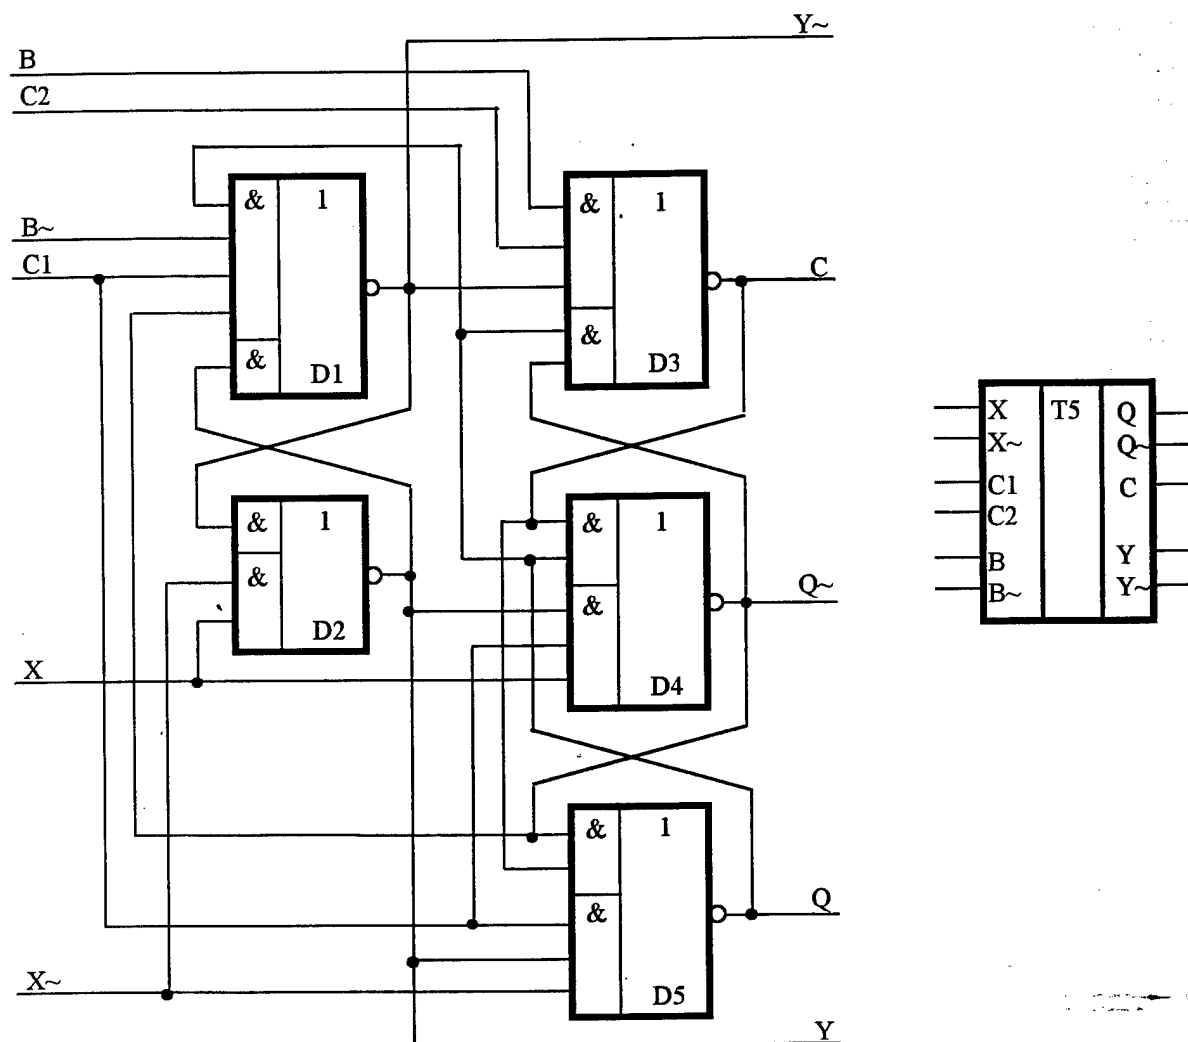 Y~
B
C2
& 1
& 1
B~
C1
C
& D1
& D3
X T5 Q
X~ Q~
C1 C
C2
B Y
B~ Y~
& 1
& 1
&
&
Q~
D2
X
D4
& 1
&
Q
X~
D5
Y